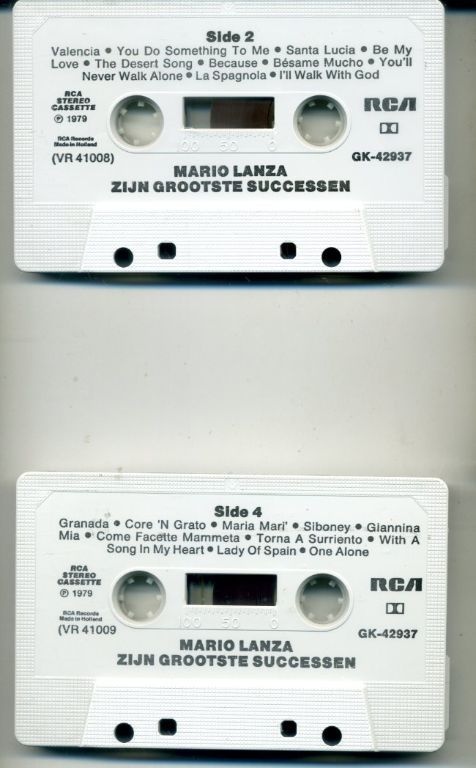 Side 2
Valencia • You Do Something To Me • Santa Lucia • Be My
Love • The Desert Song • Because • Bésame Mucho • You'll
Never Walk Alone • La Spagnola • I'll Walk With God
RCA
STEREO
CASSETTE
℗ 1979
RCA Records
Made in Holland
(VR 41008)
100 50 0
RCA
GK-42937
MARIO LANZA
ZIJN GROOTSTE SUCCESSEN
Side 4
Granada • Core 'N Grato • Maria Mari' • Siboney • Giannina
Mia • Come Facette Mammeta • Torna A Surriento • With A
Song In My Heart • Lady Of Spain • One Alone
RCA
STEREO
CASSETTE
℗ 1979
RCA Records
Made in Holland
(VR 41009
100 50 0
RCA
GK-42937
MARIO LANZA
ZIJN GROOTSTE SUCCESSEN